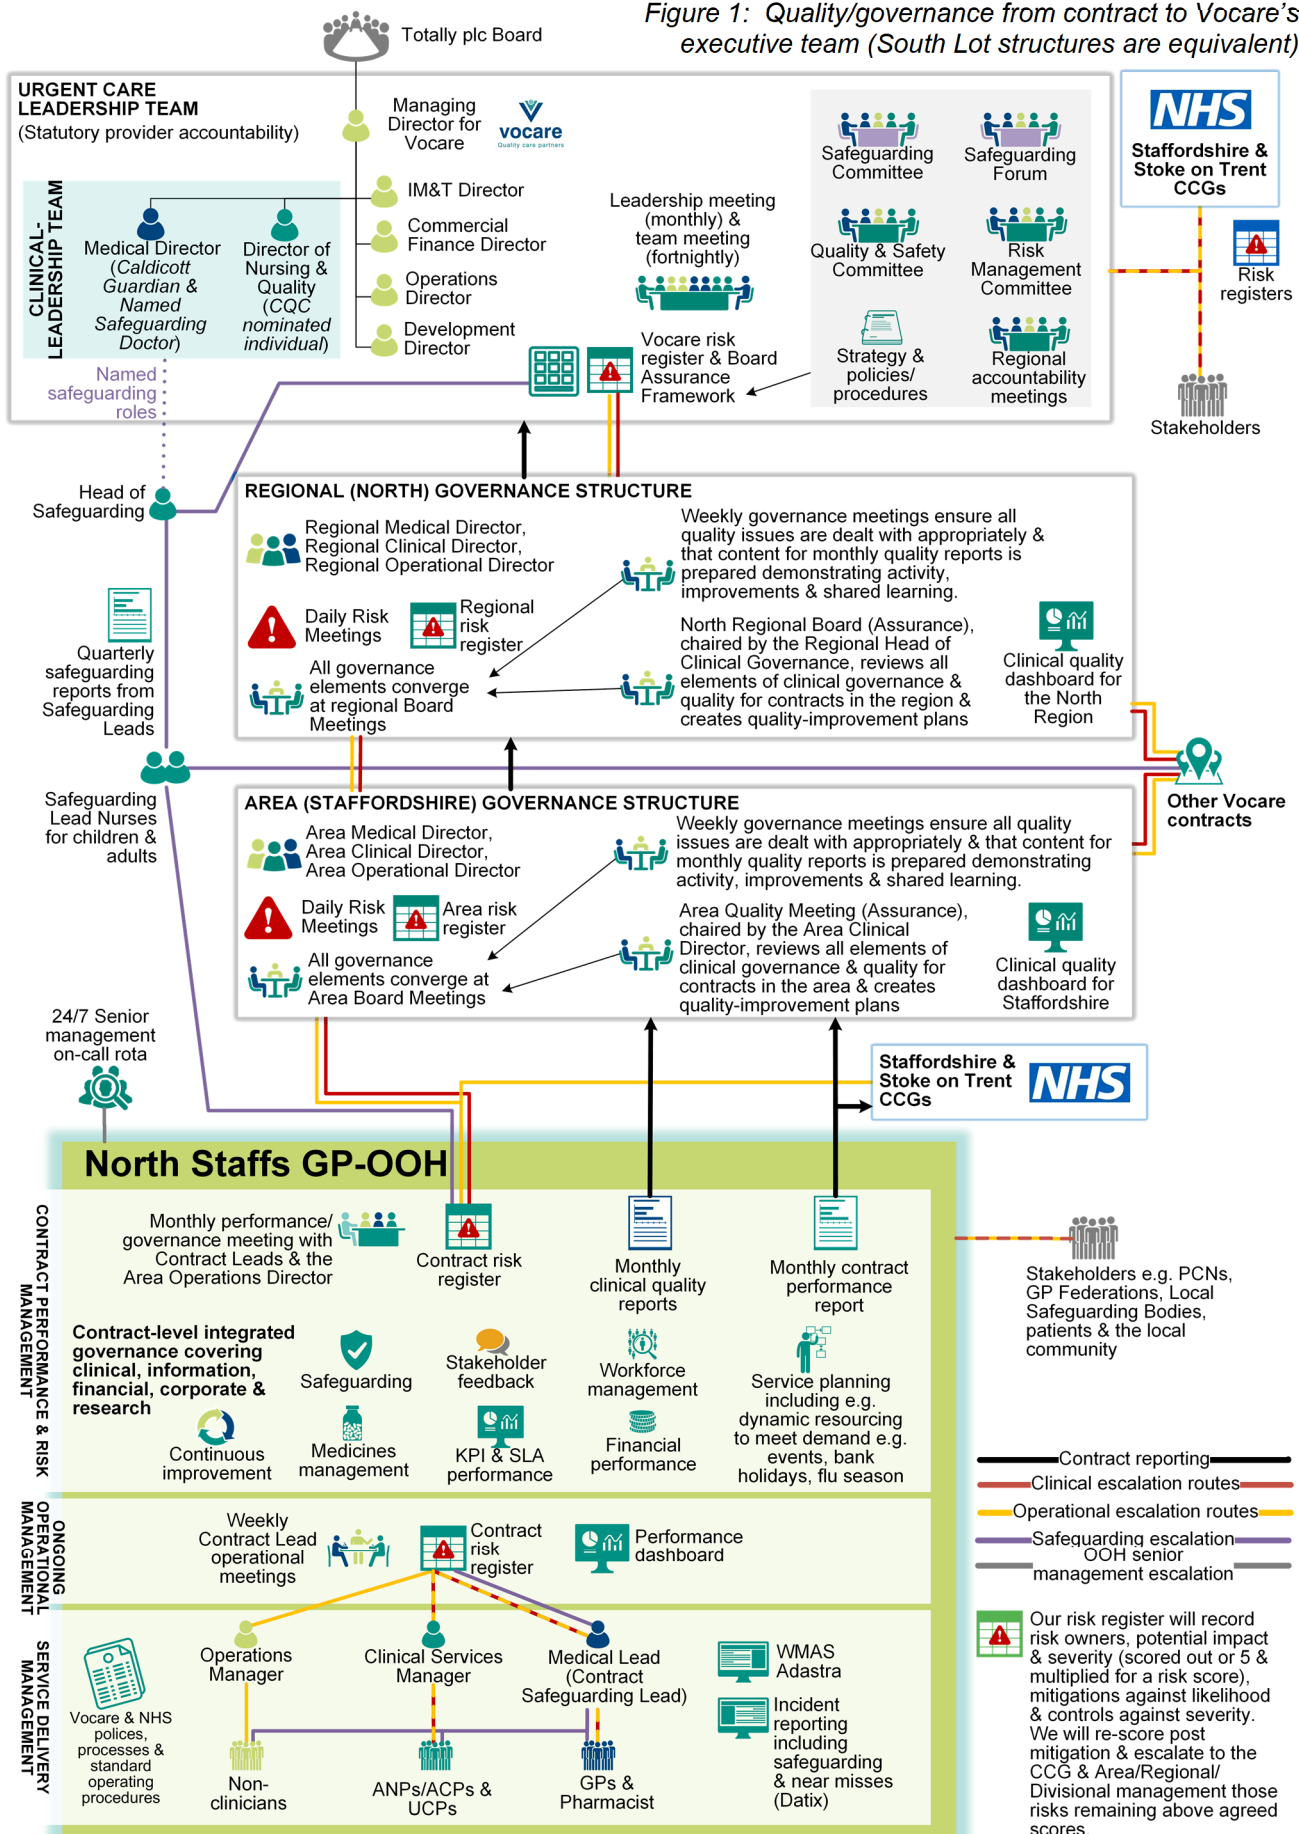 Figure 1:  Quality/governance from contract to Vocare's
executive team (South Lot structures are equivalent)
Totally plc Board
URGENT CARE
LEADERSHIP TEAM
(Statutory provider accountability)
Managing
Director for
Vocare
vocare
Quality care partners
IM&T Director
Commercial
Finance Director
Operations
Director
Development
Director
CLINICAL-
LEADERSHIP TEAM
Medical Director
(Caldicott
Guardian &
Named
Safeguarding
Doctor)
Director of
Nursing &
Quality
(CQC
nominated
individual)
Leadership meeting
(monthly) &
team meeting
(fortnightly)
Vocare risk
register & Board
Assurance
Framework
Safeguarding
Committee
Safeguarding
Forum
Quality & Safety
Committee
Risk
Management
Committee
Strategy &
policies/
procedures
Regional
accountability
meetings
NHS
Staffordshire &
Stoke on Trent
CCGs
Risk
registers
Stakeholders
Named
safeguarding
roles
Head of
Safeguarding
Quarterly
safeguarding
reports from
Safeguarding
Leads
Safeguarding
Lead Nurses
for children &
adults
REGIONAL (NORTH) GOVERNANCE STRUCTURE
Regional Medical Director,
Regional Clinical Director,
Regional Operational Director
Daily Risk
Meetings
Regional
risk
register
All governance
elements converge
at regional Board
Meetings
Weekly governance meetings ensure all
quality issues are dealt with appropriately &
that content for monthly quality reports is
prepared demonstrating activity,
improvements & shared learning.
North Regional Board (Assurance),
chaired by the Regional Head of
Clinical Governance, reviews all
elements of clinical governance &
quality for contracts in the region &
creates quality-improvement plans
Clinical quality
dashboard for
the North
Region
Other Vocare
contracts
AREA (STAFFORDSHIRE) GOVERNANCE STRUCTURE
Area Medical Director,
Area Clinical Director,
Area Operational Director
Daily Risk
Meetings
Area risk
register
All governance
elements converge at
Area Board Meetings
Weekly governance meetings ensure all quality
issues are dealt with appropriately & that content for
monthly quality reports is prepared demonstrating
activity, improvements & shared learning.
Area Quality Meeting (Assurance),
chaired by the Area Clinical
Director, reviews all elements of
clinical governance & quality for
contracts in the area & creates
quality-improvement plans
Clinical quality
dashboard for
Staffordshire
24/7 Senior
management
on-call rota
Staffordshire &
Stoke on Trent
CCGs
NHS
North Staffs GP-OOH
CONTRACT PERFORMANCE & RISK
MANAGEMENT
Monthly performance/
governance meeting with
Contract Leads & the
Area Operations Director
Contract risk
register
Monthly
clinical quality
reports
Monthly contract
performance
report
Contract-level integrated
governance covering
clinical, information,
financial, corporate &
research
Safeguarding
Stakeholder
feedback
Workforce
management
Service planning
including e.g.
dynamic resourcing
to meet demand e.g.
events, bank
holidays, flu season
Continuous
improvement
Medicines
management
KPI & SLA
performance
Financial
performance
Stakeholders e.g. PCNs,
GP Federations, Local
Safeguarding Bodies,
patients & the local
community
ONGOING
OPERATIONAL
MANAGEMENT
Weekly
Contract Lead
operational
meetings
Contract
risk
register
Performance
dashboard
SERVICE DELIVERY
MANAGEMENT
Vocare & NHS
polices,
processes &
standard
operating
procedures
Operations
Manager
Clinical Services
Manager
Medical Lead
(Contract
Safeguarding Lead)
Non-
clinicians
ANPs/ACPs &
UCPs
GPs &
Pharmacist
WMAS
Adastra
Incident
reporting
including
safeguarding
& near misses
(Datix)
Contract reporting
Clinical escalation routes
Operational escalation routes
Safeguarding escalation
OOH senior
management escalation
Our risk register will record
risk owners, potential impact
& severity (scored out or 5 &
multiplied for a risk score),
mitigations against likelihood
& controls against severity.
We will re-score post
mitigation & escalate to the
CCG & Area/Regional/
Divisional management those
risks remaining above agreed
scores.